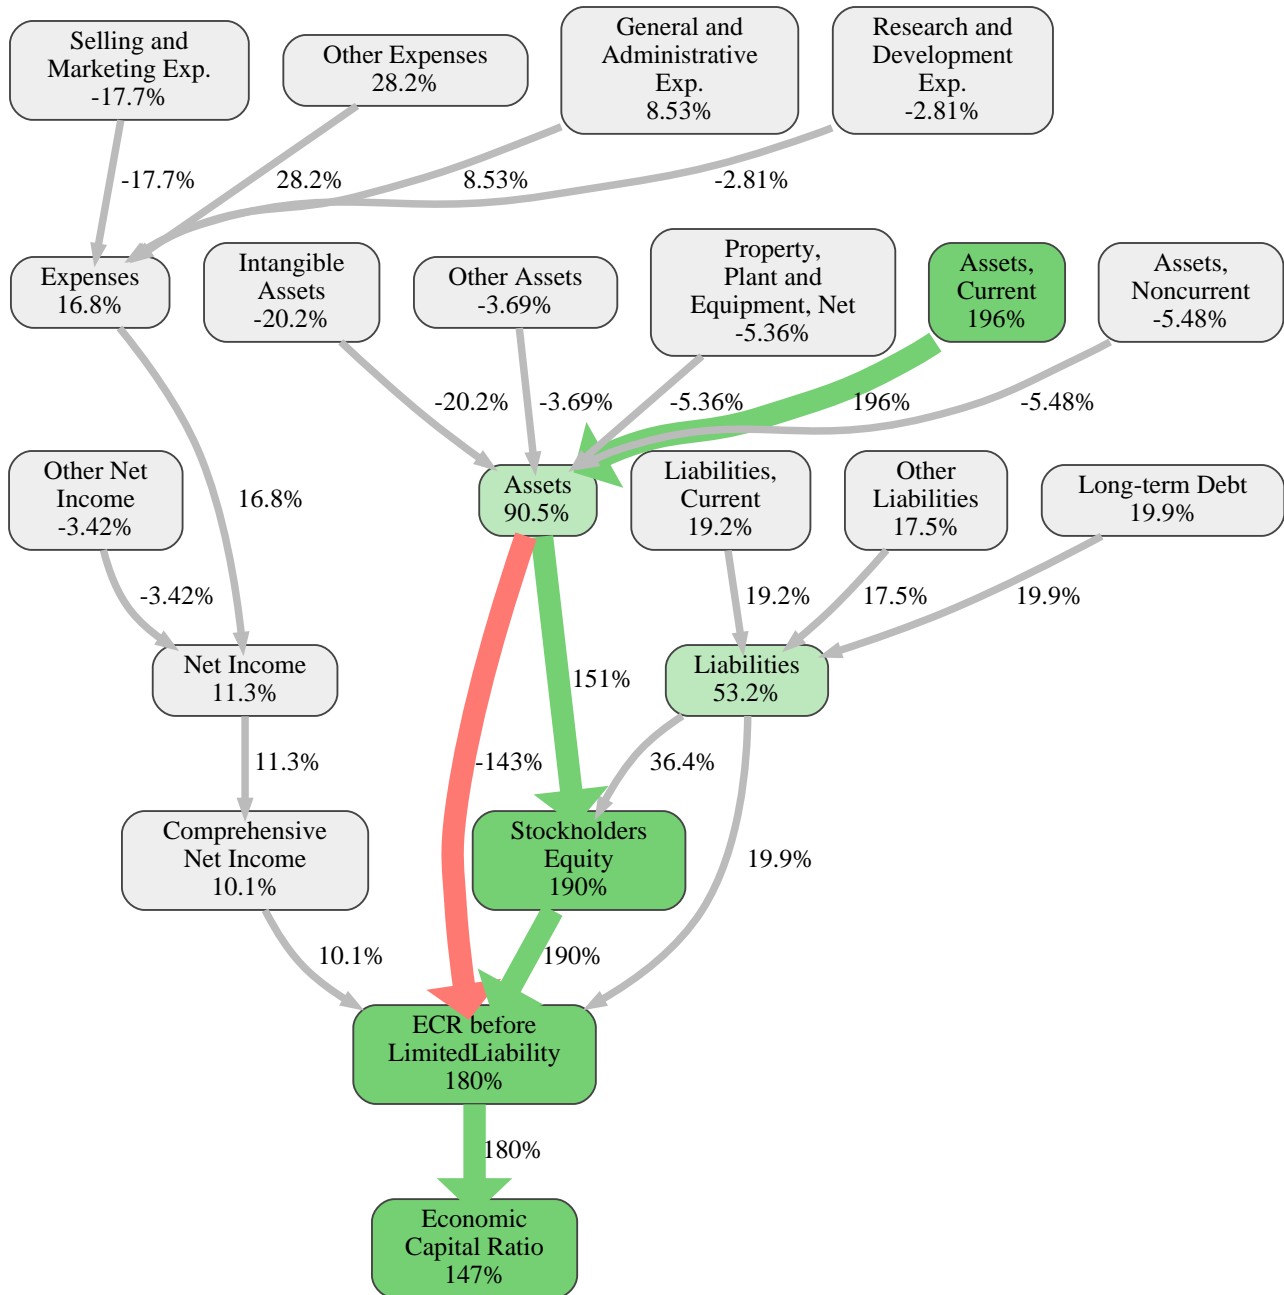 Selling and
Marketing Exp.
-17.7%
Other Expenses
28.2%
General and
Administrative
Exp.
8.53%
Research and
Development
Exp.
-2.81%
-17.7%
28.2%
8.53%
-2.81%
Expenses
16.8%
Intangible
Assets
-20.2%
Other Assets
-3.69%
Property,
Plant and
Equipment, Net
-5.36%
Assets,
Current
196%
Assets,
Noncurrent
-5.48%
-20.2%
-3.69%
-5.36%
196%
-5.48%
Other Net
Income
-3.42%
16.8%
Assets
90.5%
Liabilities,
Current
19.2%
Other
Liabilities
17.5%
Long-term Debt
19.9%
-3.42%
19.2%
17.5%
19.9%
Net Income
11.3%
151%
Liabilities
53.2%
11.3%
-143%
36.4%
Comprehensive
Net Income
10.1%
Stockholders
Equity
190%
19.9%
10.1%
190%
ECR before
LimitedLiability
180%
180%
Economic
Capital Ratio
147%